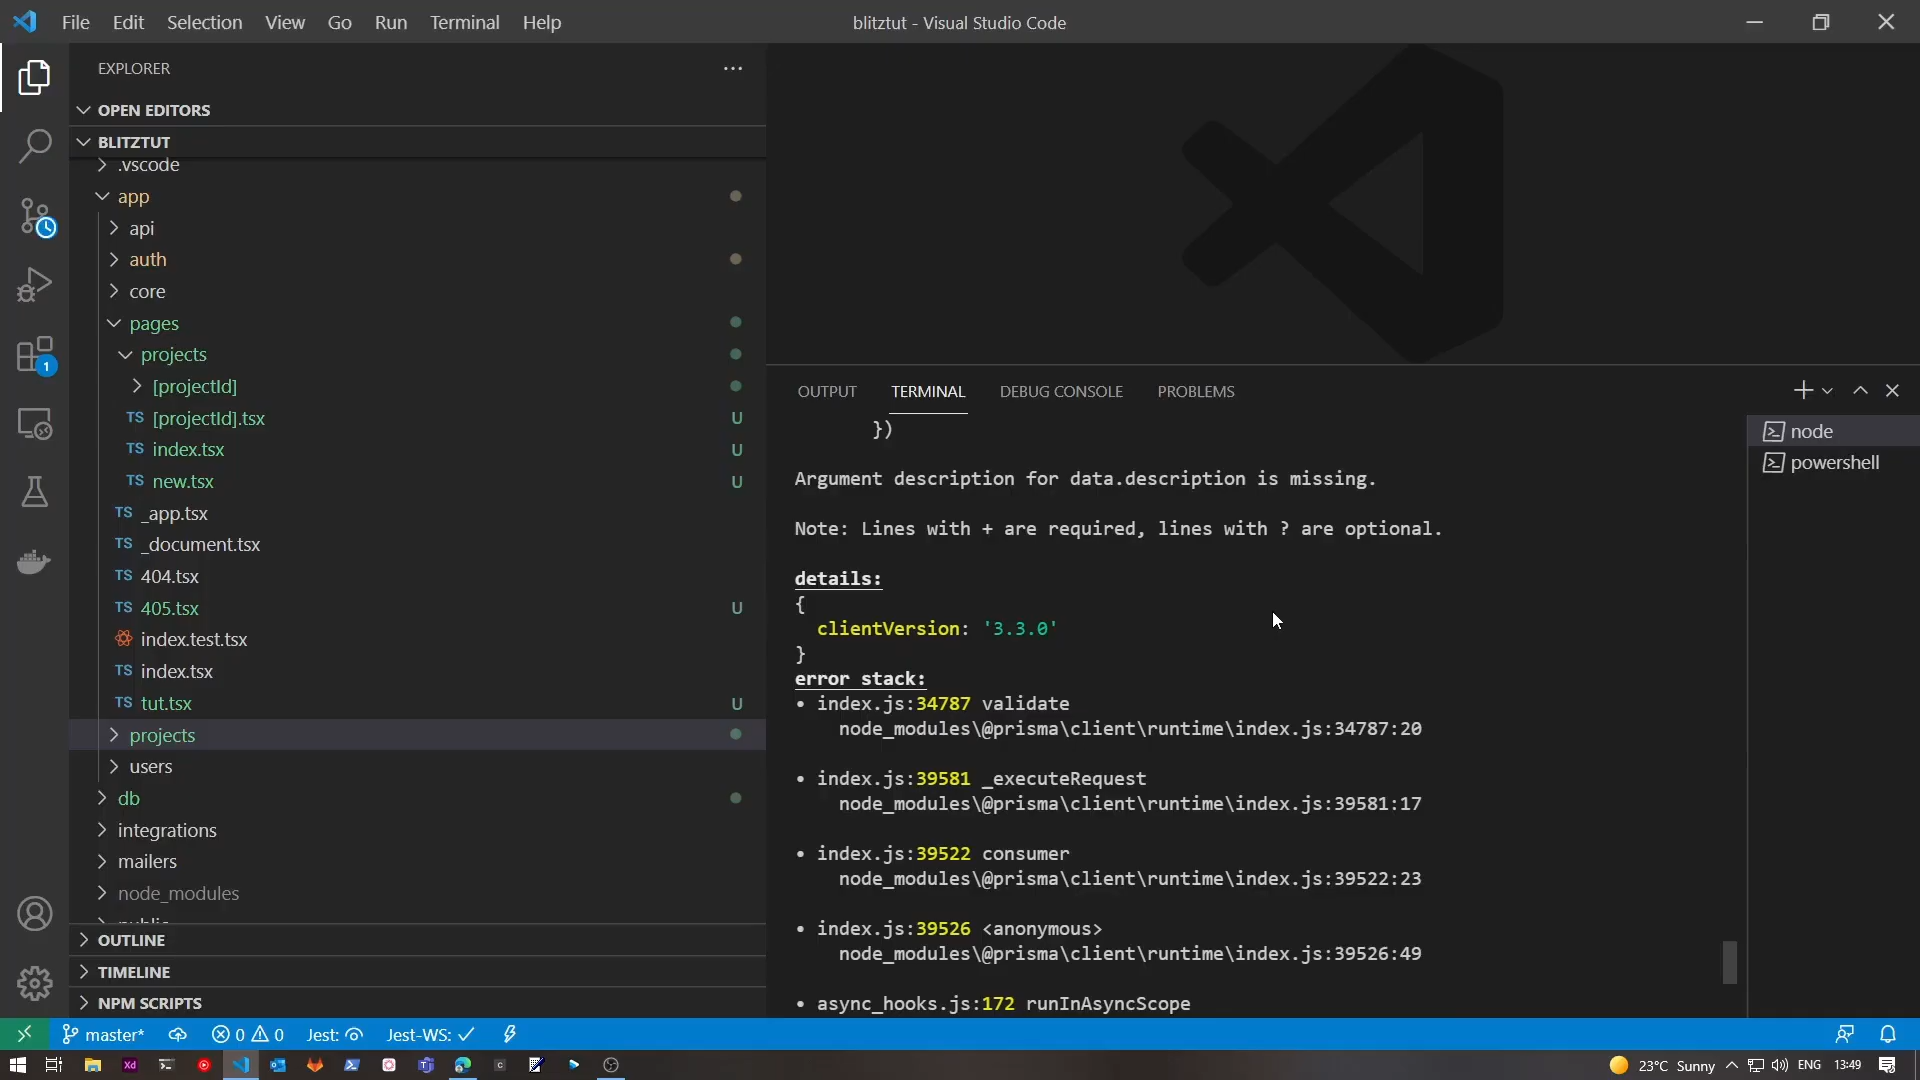 File Edit Selection View Go Run Terminal Help
blitztut - Visual Studio Code
EXPLORER
OPEN EDITORS
BLITZTUT
.vscode
app
api
auth
core
pages
projects
[projectId]
TS [projectId].tsx U
TS index.tsx U
TS new.tsx U
TS _app.tsx
TS _document.tsx
TS 404.tsx
TS 405.tsx U
index.test.tsx
TS index.tsx
TS tut.tsx U
projects
users
db
integrations
mailers
node_modules
public
OUTLINE
TIMELINE
NPM SCRIPTS
1
OUTPUT TERMINAL DEBUG CONSOLE PROBLEMS
})
Argument description for data.description is missing.
Note: Lines with + are required, lines with ? are optional.
details:
{
clientVersion: '3.3.0'
}
error stack:
• index.js:34787 validate
node_modules\@prisma\client\runtime\index.js:34787:20
• index.js:39581 _executeRequest
node_modules\@prisma\client\runtime\index.js:39581:17
• index.js:39522 consumer
node_modules\@prisma\client\runtime\index.js:39522:23
• index.js:39526 <anonymous>
node_modules\@prisma\client\runtime\index.js:39526:49
• async_hooks.js:172 runInAsyncScope
node
powershell
master* 0 0 Jest: Jest-WS:
Xd
23°C Sunny ENG 13:49